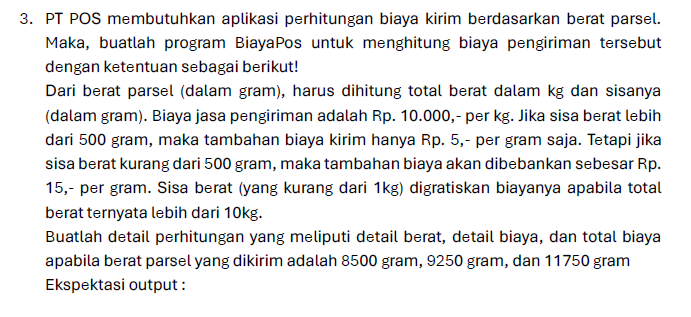 3. PT POS membutuhkan aplikasi perhitungan biaya kirim berdasarkan berat parsel.
Maka, buatlah program BiayaPos untuk menghitung biaya pengiriman tersebut
dengan ketentuan sebagai berikut!
Dari berat parsel (dalam gram), harus dihitung total berat dalam kg dan sisanya
(dalam gram). Biaya jasa pengiriman adalah Rp. 10.000,- per kg. Jika sisa berat lebih
dari 500 gram, maka tambahan biaya kirim hanya Rp. 5,- per gram saja. Tetapi jika
sisa berat kurang dari 500 gram, maka tambahan biaya akan dibebankan sebesar Rp.
15,- per gram. Sisa berat (yang kurang dari 1kg) digratiskan biayanya apabila total
berat ternyata lebih dari 10kg.
Buatlah detail perhitungan yang meliputi detail berat, detail biaya, dan total biaya
apabila berat parsel yang dikirim adalah 8500 gram, 9250 gram, dan 11750 gram
Ekspektasi output :